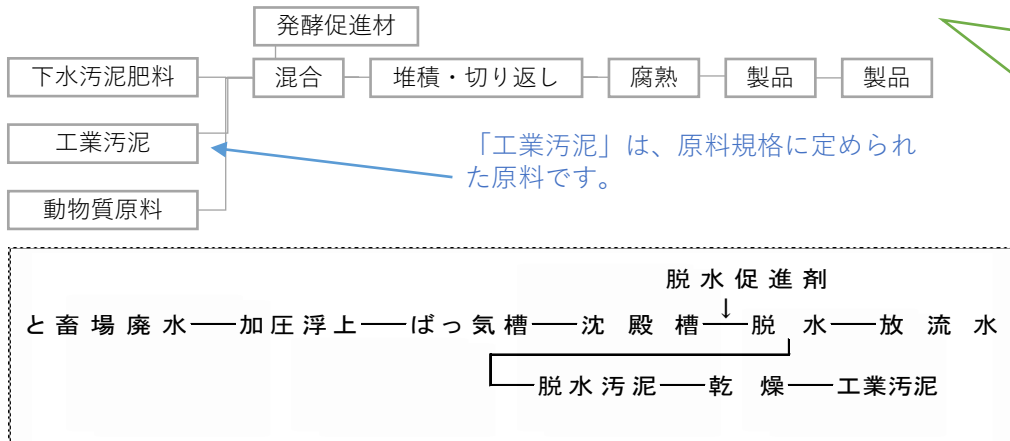 発酵促進材
下水汚泥肥料
混合
堆積・切り返し
腐熟
製品
製品
工業汚泥
「工業汚泥」は、原料規格に定められ
た原料です。
動物質原料
脱水促進剤
と畜場廃水──加圧浮上──ばっ気槽──沈殿槽──脱水──放流水
脱水汚泥──乾燥──工業汚泥